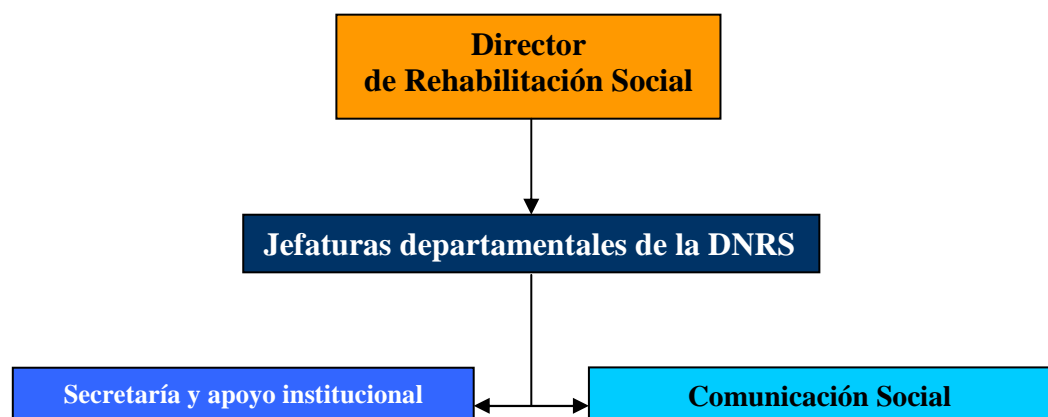 Director
de Rehabilitación Social
Jefaturas departamentales de la DNRS
Secretaría y apoyo institucional
Comunicación Social